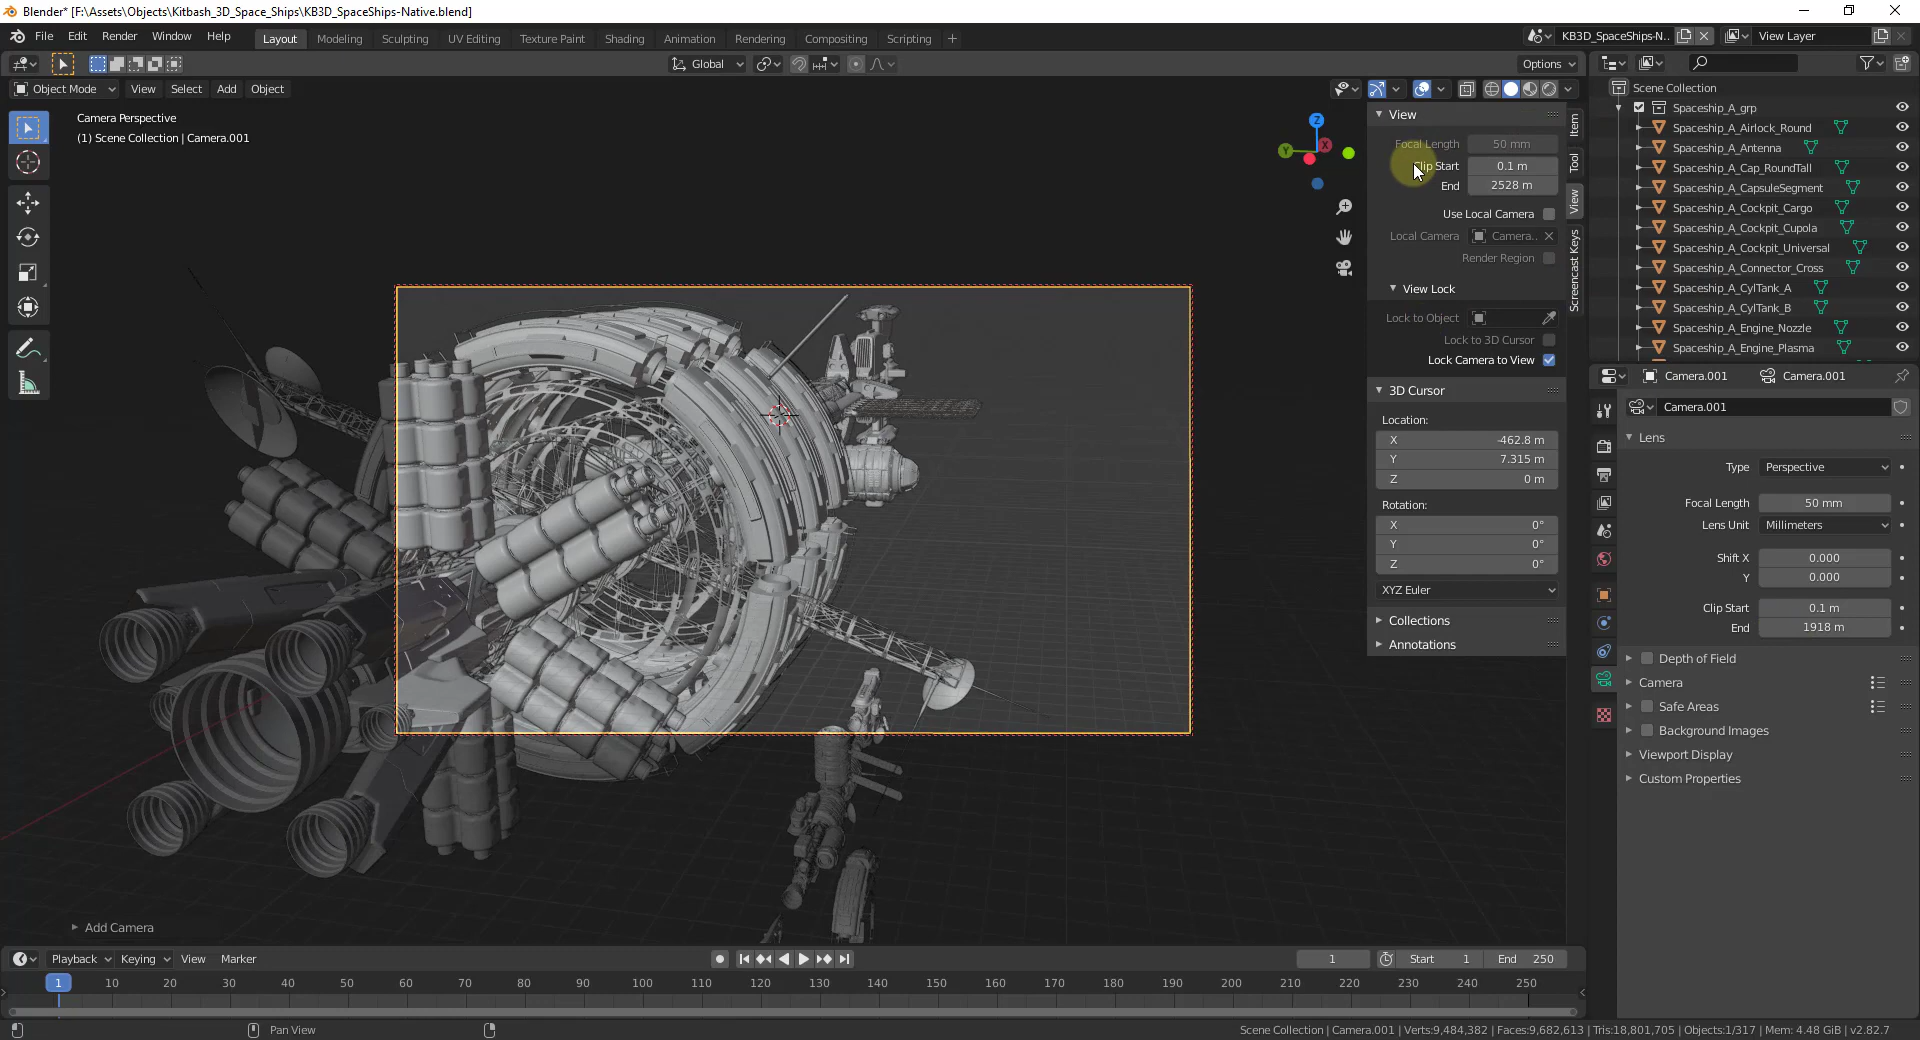 Blender* [F:\Assets\Objects\Kitbash_3D_Space_Ships\KB3D_SpaceShips-Native.blend]
File Edit Render Window Help Layout Modeling Sculpting UV Editing Texture Paint Shading Animation Rendering Compositing Scripting + KB3D_SpaceShips-N.. View Layer
Global Options
Object Mode View Select Add Object
Camera Perspective
(1) Scene Collection | Camera.001
Z
Y
X
View
Focal Length 50 mm
Clip Start 0.1 m
End 2528 m
Use Local Camera
Local Camera Camera..
Render Region
View Lock
Lock to Object
Lock to 3D Cursor
Lock Camera to View
3D Cursor
Location:
X -462.8 m
Y 7.315 m
Z 0 m
Rotation:
X 0°
Y 0°
Z 0°
XYZ Euler
Collections
Annotations
Item
Tool
View
Screencast Keys
Scene Collection
Spaceship_A_grp
Spaceship_A_Airlock_Round
Spaceship_A_Antenna
Spaceship_A_Cap_RoundTall
Spaceship_A_CapsuleSegment
Spaceship_A_Cockpit_Cargo
Spaceship_A_Cockpit_Cupola
Spaceship_A_Cockpit_Universal
Spaceship_A_Connector_Cross
Spaceship_A_CylTank_A
Spaceship_A_CylTank_B
Spaceship_A_Engine_Nozzle
Spaceship_A_Engine_Plasma
Camera.001 Camera.001
Camera.001
Lens
Type Perspective
Focal Length 50 mm
Lens Unit Millimeters
Shift X 0.000
Y 0.000
Clip Start 0.1 m
End 1918 m
Depth of Field
Camera
Safe Areas
Background Images
Viewport Display
Custom Properties
Add Camera
Playback Keying View Marker 1 Start 1 End 250
1 10 20 30 40 50 60 70 80 90 100 110 120 130 140 150 160 170 180 190 200 210 220 230 240 250
Pan View
Scene Collection | Camera.001 | Verts:9,484,382 | Faces:9,682,613 | Tris:18,801,705 | Objects:1/317 | Mem: 4.48 GiB | v2.82.7